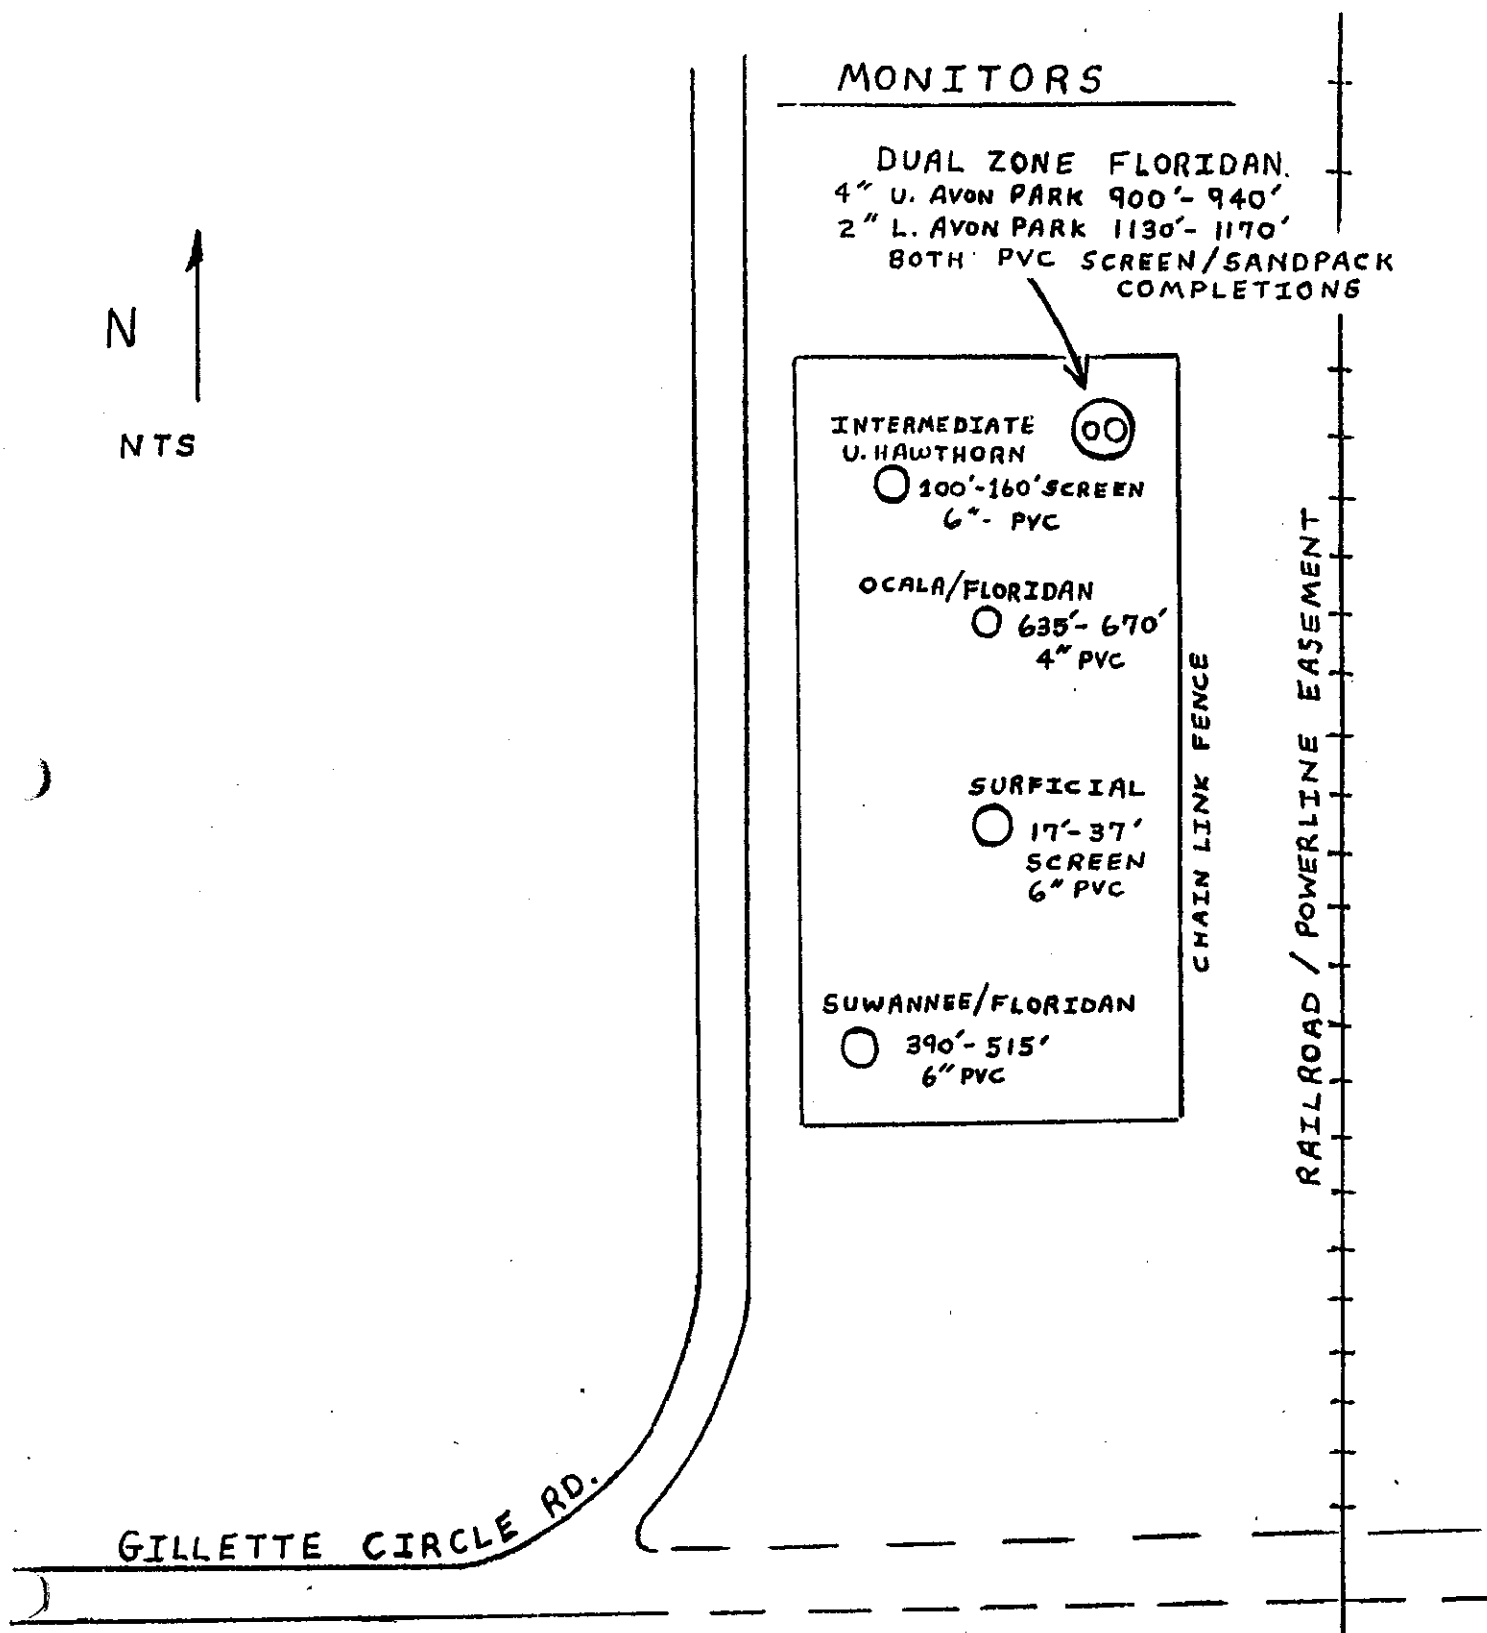 MONITORS
DUAL ZONE FLORIDAN.
4" U. AVON PARK 900'-940'
2" L. AVON PARK 1130'-1170'
BOTH PVC SCREEN/SANDPACK
COMPLETIONS
N
NTS
INTERMEDIATE
U. HAWTHORN
100'-160' SCREEN
6"- PVC
OCALA/FLORIDAN
635'- 670'
4" PVC
SURFICIAL
17'-37'
SCREEN
6" PVC
SUWANNEE/FLORIDAN
390'- 515'
6" PVC
CHAIN LINK FENCE
RAILROAD / POWERLINE EASEMENT
GILLETTE CIRCLE RD.